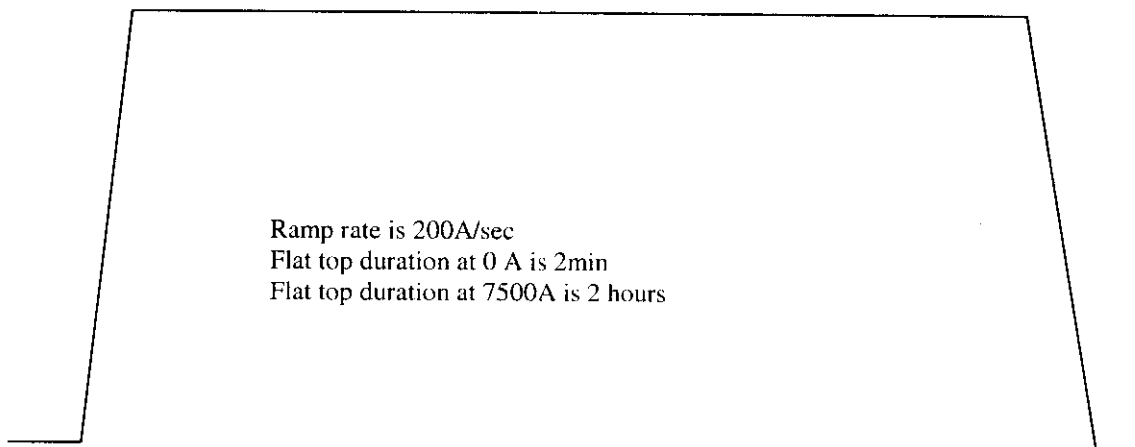 Ramp rate is 200A/sec
Flat top duration at 0 A is 2min
Flat top duration at 7500A is 2 hours